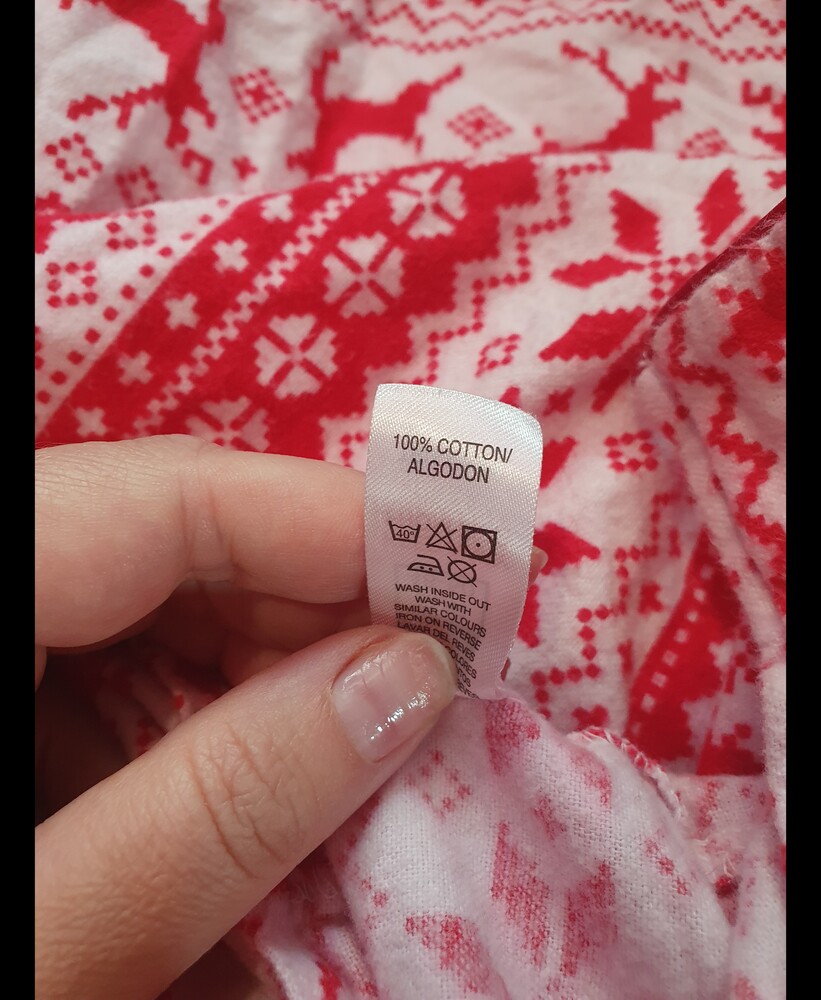 100% COTTON/
ALGODON
40°
WASH INSIDE OUT
WASH WITH
SIMILAR COLOURS
IRON ON REVERSE
LAVAR DEL REVES